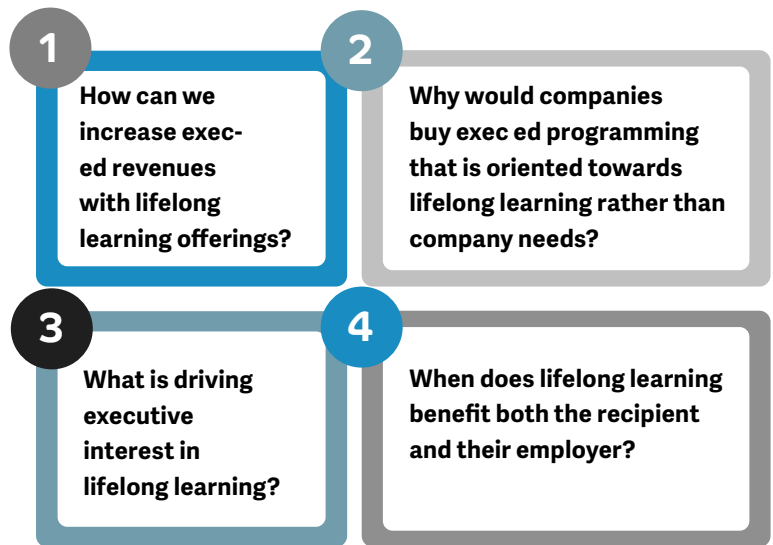 1
How can we
increase exec-
ed revenues
with lifelong
learning offerings?
2
Why would companies
buy exec ed programming
that is oriented towards
lifelong learning rather than
company needs?
3
What is driving
executive
interest in
lifelong learning?
4
When does lifelong learning
benefit both the recipient
and their employer?